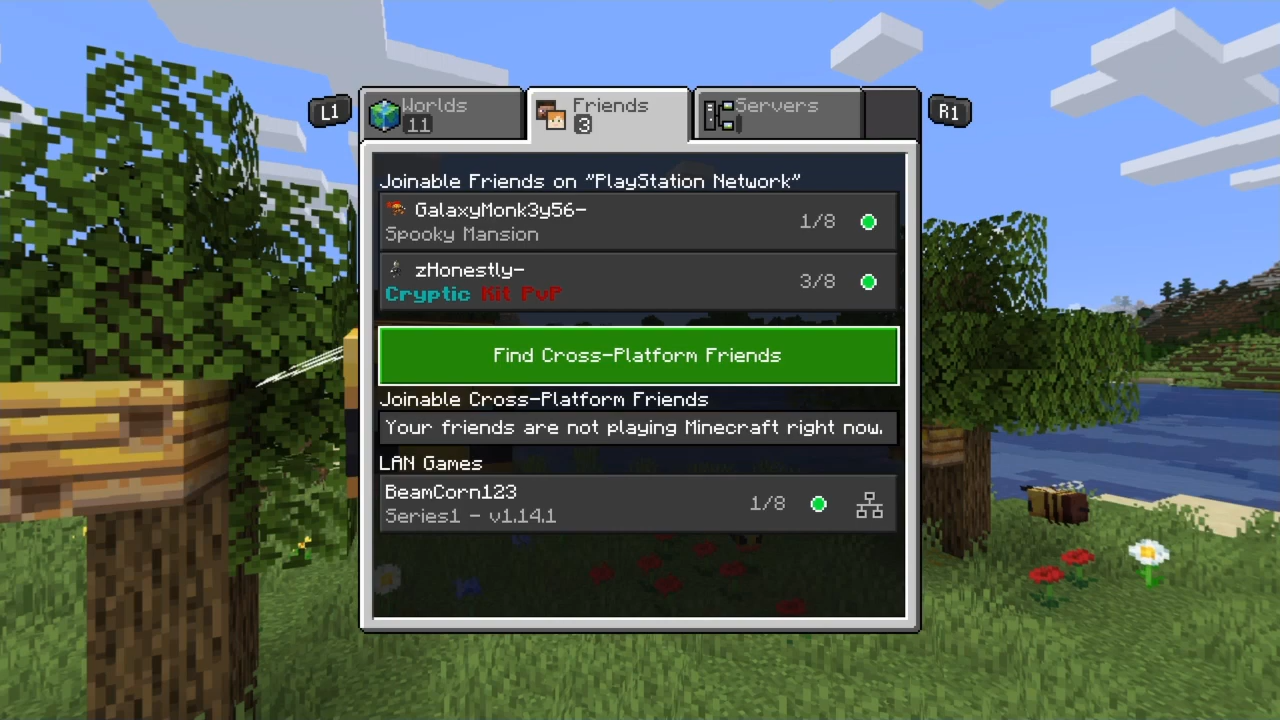 L1
Worlds
11
Friends
3
Servers
R1
Joinable Friends on "PlayStation Network"
GalaxyMonk3y56-
1/8
Spooky Mansion
zHonestly-
3/8
Cryptic Kit PvP
Find Cross-Platform Friends
Joinable Cross-Platform Friends
Your friends are not playing Minecraft right now.
LAN Games
BeamCorn123
1/8
Series1 - v1.14.1